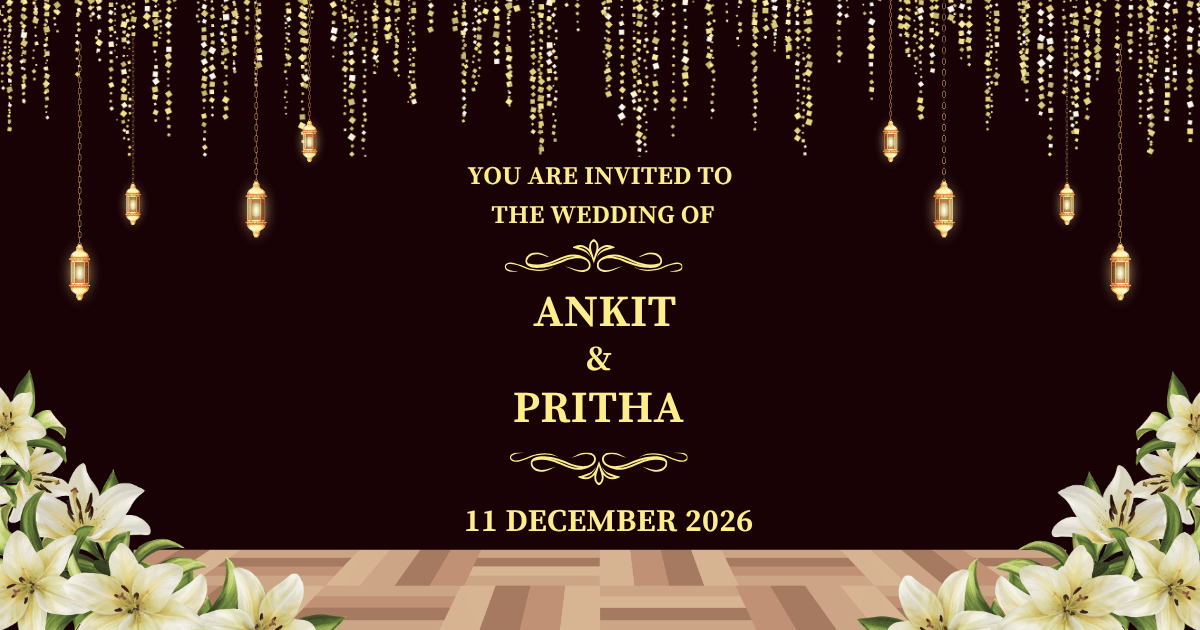 YOU ARE INVITED TO
THE WEDDING OF
ANKIT
&
PRITHA
11 DECEMBER 2026